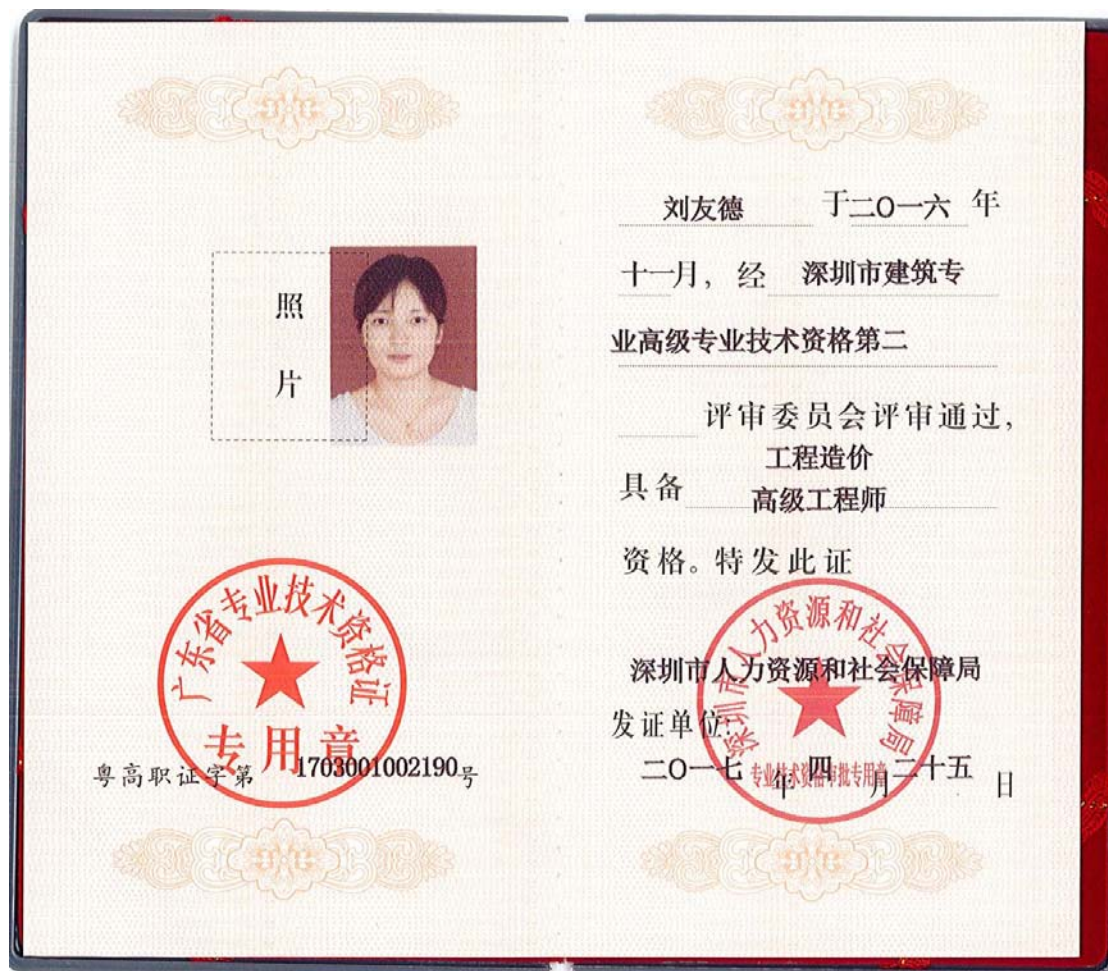 照
片
广东省专业技术资格证
专用章
粤高职证字第 1703001002190号
刘友德 于二O一六 年
十一月，经 深圳市建筑专
业高级专业技术资格第二
评审委员会评审通过，
工程造价
具备 高级工程师
资格。特发此证
深圳市人力资源和社会保障局
深圳市人力资源和社会保障局
发证单位：
专业技术资格审批专用章
二O一七 年 四 月 二十五 日